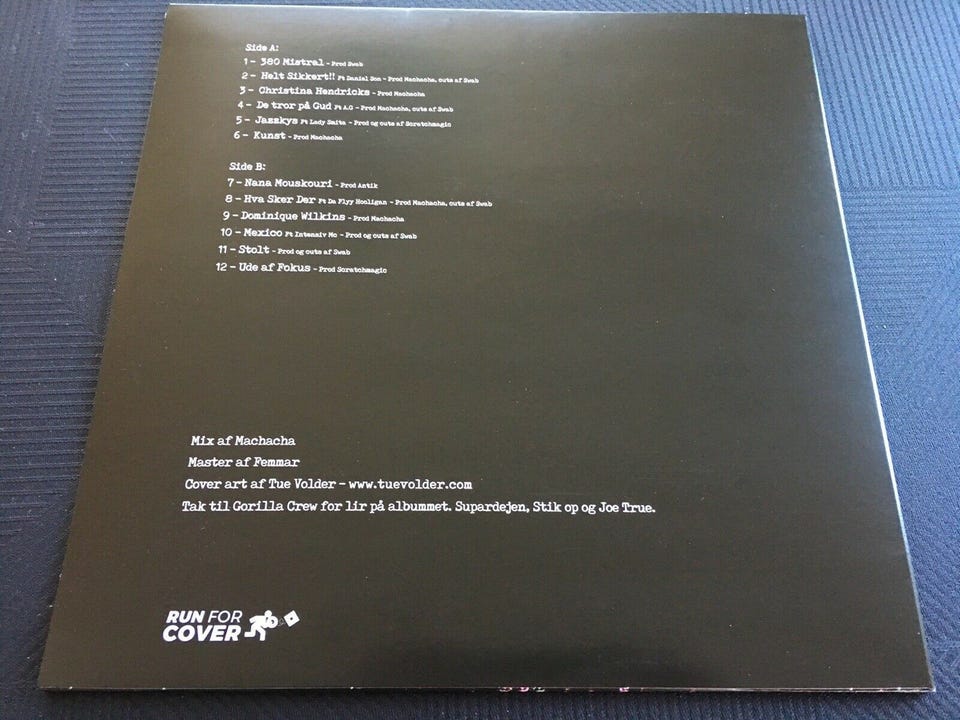 Side A:
1 - 380 Mistral - Prod Swab
2 - Helt Sikkert!! Ft Daniel Son - Prod Machacha, cuts af Swab
3 - Christina Hendricks - Prod Machacha
4 - De tror på Gud Ft A.G - Prod Machacha, cuts af Swab
5 - Jazzkys Ft Lady Smita - Prod og cuts af Scratchmagic
6 - Kunst - Prod Machacha
Side B:
7 - Nana Mouskouri - Prod Antik
8 - Hva Sker Der Ft Da Flyy Hooligan - Prod Machacha, cuts af Swab
9 - Dominique Wilkins - Prod Machacha
10 - Mexico Ft Intensiv Mc - Prod og cuts af Swab
11 - Stolt - Prod og cuts af Swab
12 - Ude af Fokus - Prod Scratchmagic
Mix af Machacha
Master af Femmar
Cover art af Tue Volder - www.tuevolder.com
Tak til Gorilla Crew for lir på albummet. Supardejen, Stik op og Joe True.
RUN FOR
COVER